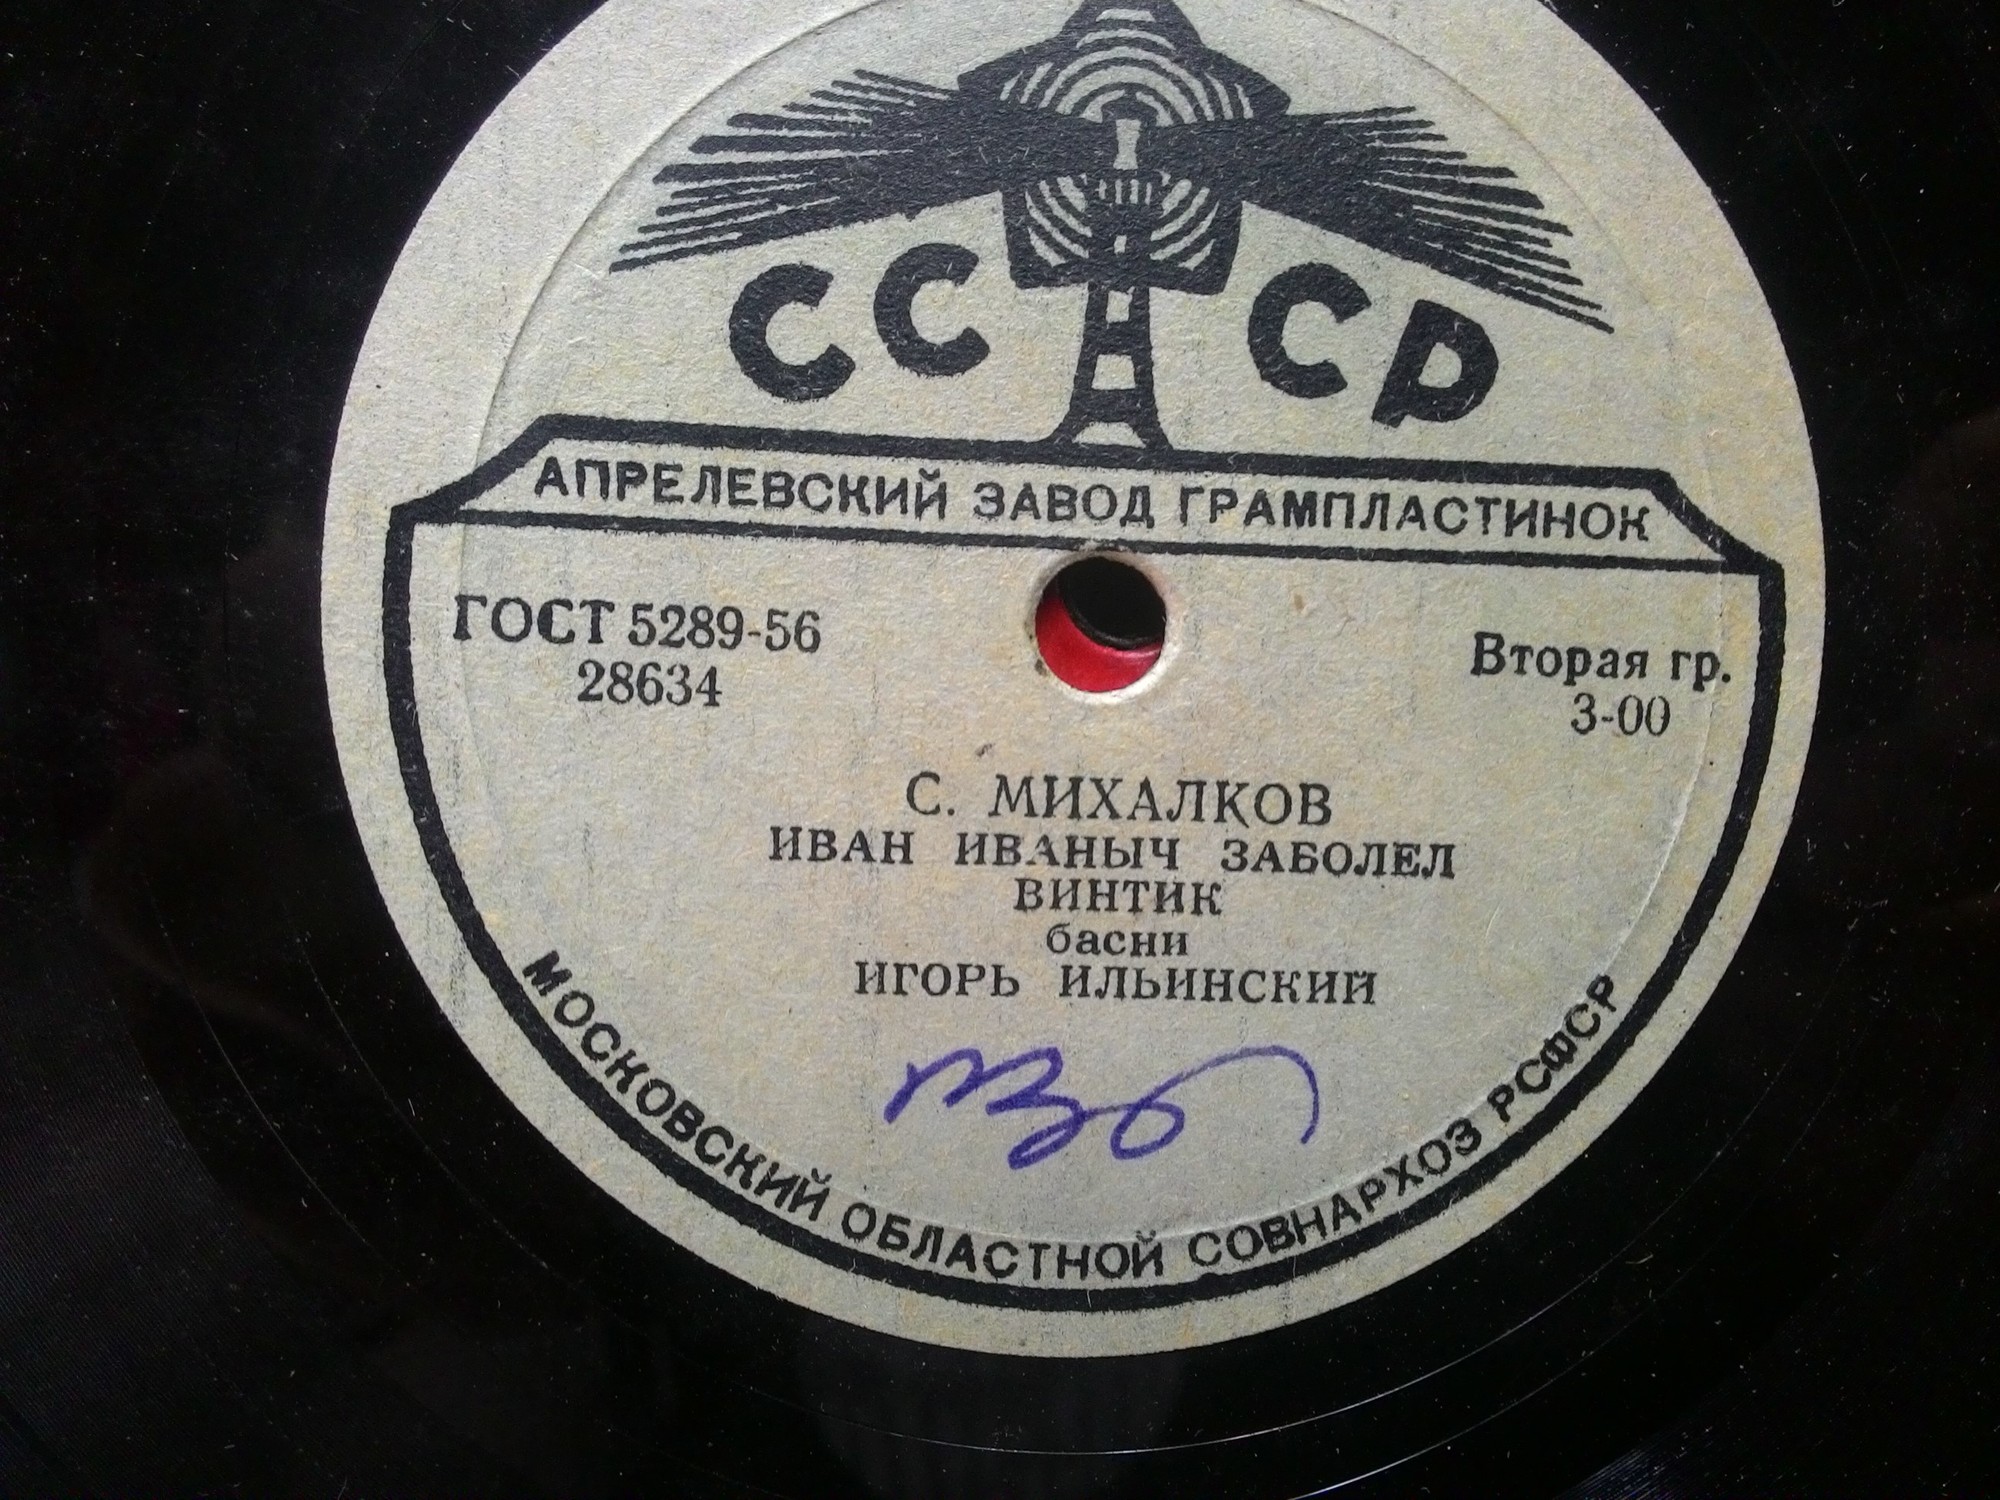 СССР
АПРЕЛЕВСКИЙ ЗАВОД ГРАМПЛАСТИНОК
ГОСТ 5289-56
28634
Вторая гр.
3-00
С. МИХАЛКОВ
ИВАН ИВАНЫЧ ЗАБОЛЕЛ
ВИНТИК
басни
ИГОРЬ ИЛЬИНСКИЙ
МОСКОВСКИЙ ОБЛАСТНОЙ СОВНАРХОЗ РСФСР